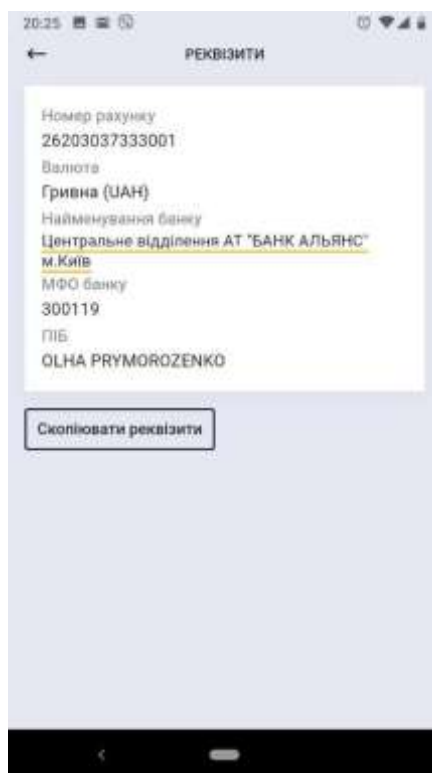 20:25
РЕКВІЗИТИ
Номер рахунку
26203037333001
Валюта
Гривна (UAH)
Найменування банку
Центральне відділення АТ "БАНК АЛЬЯНС"
м.Київ
МФО банку
300119
ПІБ
OLHA PRYMOROZENKO
Скопіювати реквізити